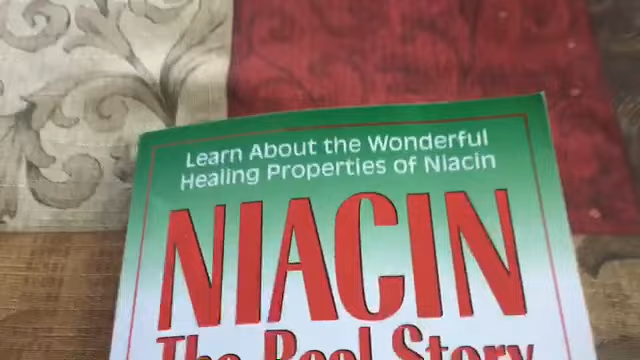 Learn About the Wonderful
Healing Properties of Niacin
NIACIN
The Real Story